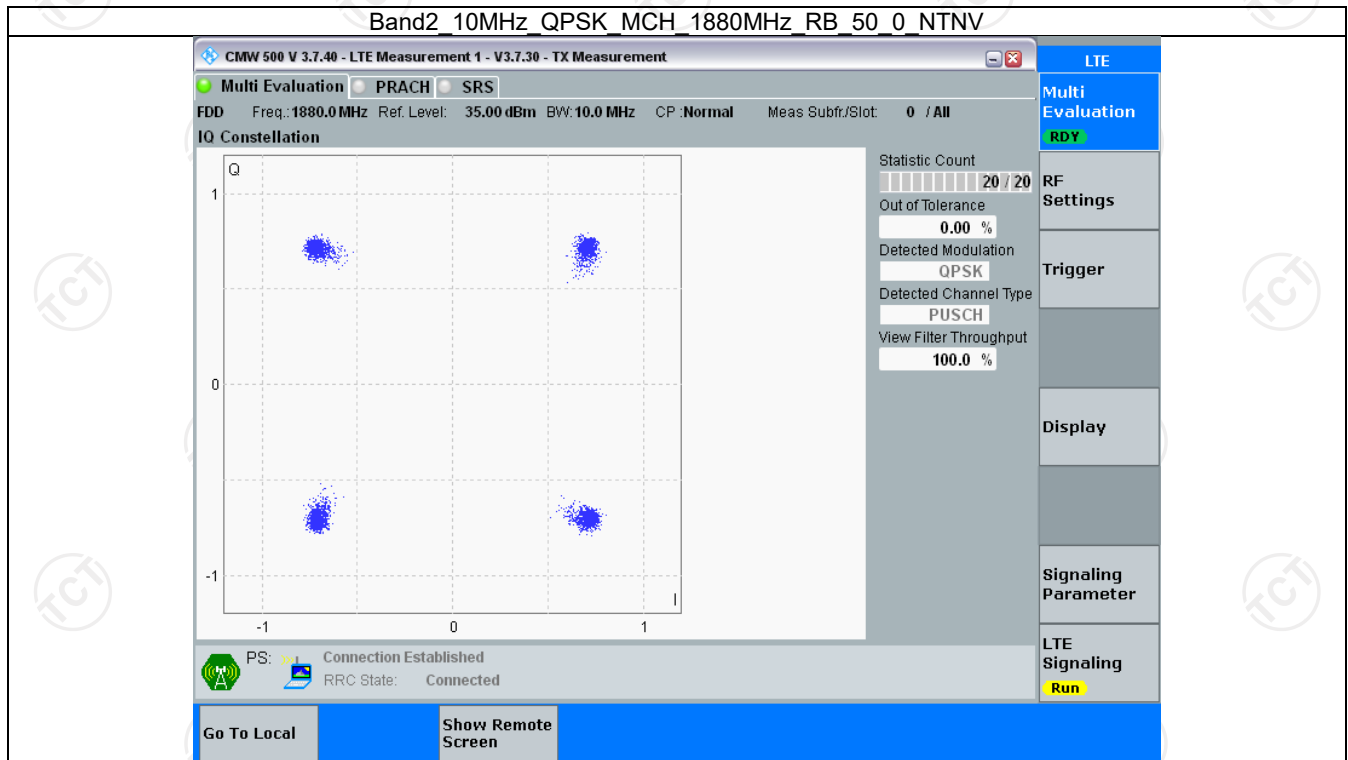 Band2_10MHz_QPSK_MCH_1880MHz_RB_50_0_NTNV
CMW 500 V 3.7.40 - LTE Measurement 1 - V3.7.30 - TX Measurement
LTE
Multi Evaluation PRACH SRS
FDD Freq.:1880.0 MHz Ref. Level: 35.00 dBm BW:10.0 MHz CP :Normal Meas Subfr./Slot: 0 / All
IQ Constellation
Q
1
0
-1
I
-1 0 1
Statistic Count
20 / 20
Out of Tolerance
0.00 %
Detected Modulation
QPSK
Detected Channel Type
PUSCH
View Filter Throughput
100.0 %
Multi
Evaluation
RDY
RF
Settings
Trigger
Display
Signaling
Parameter
LTE
Signaling
Run
PS: Connection Established
RRC State: Connected
Go To Local
Show Remote
Screen
TCT
TCT
TCT
TCT